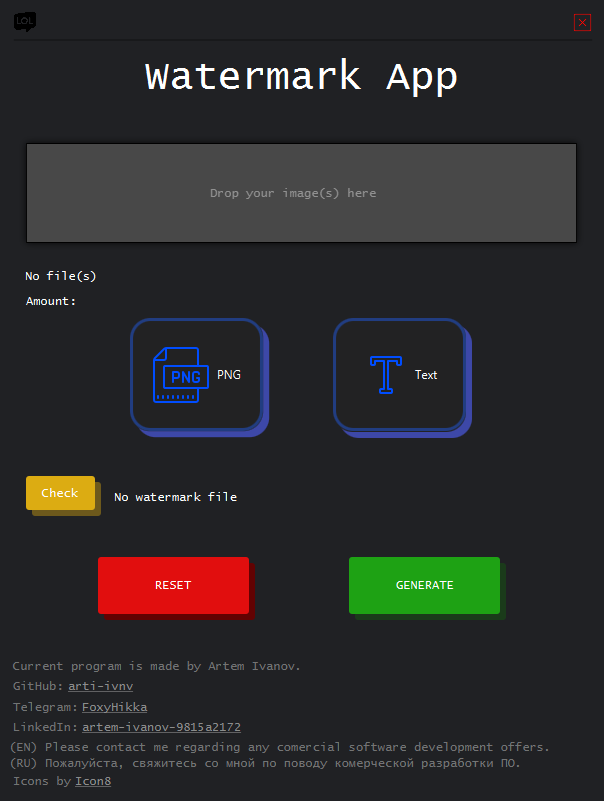 LOL
Watermark App
Drop your image(s) here
No file(s)
Amount:
PNG PNG
T Text
Check No watermark file
RESET GENERATE
Current program is made by Artem Ivanov.
GitHub: arti-ivnv
Telegram: FoxyHikka
LinkedIn: artem-ivanov-9815a2172
(EN) Please contact me regarding any comercial software development offers.
(RU) Пожалуйста, свяжитесь со мной по поводу комерческой разработки ПО.
Icons by Icon8